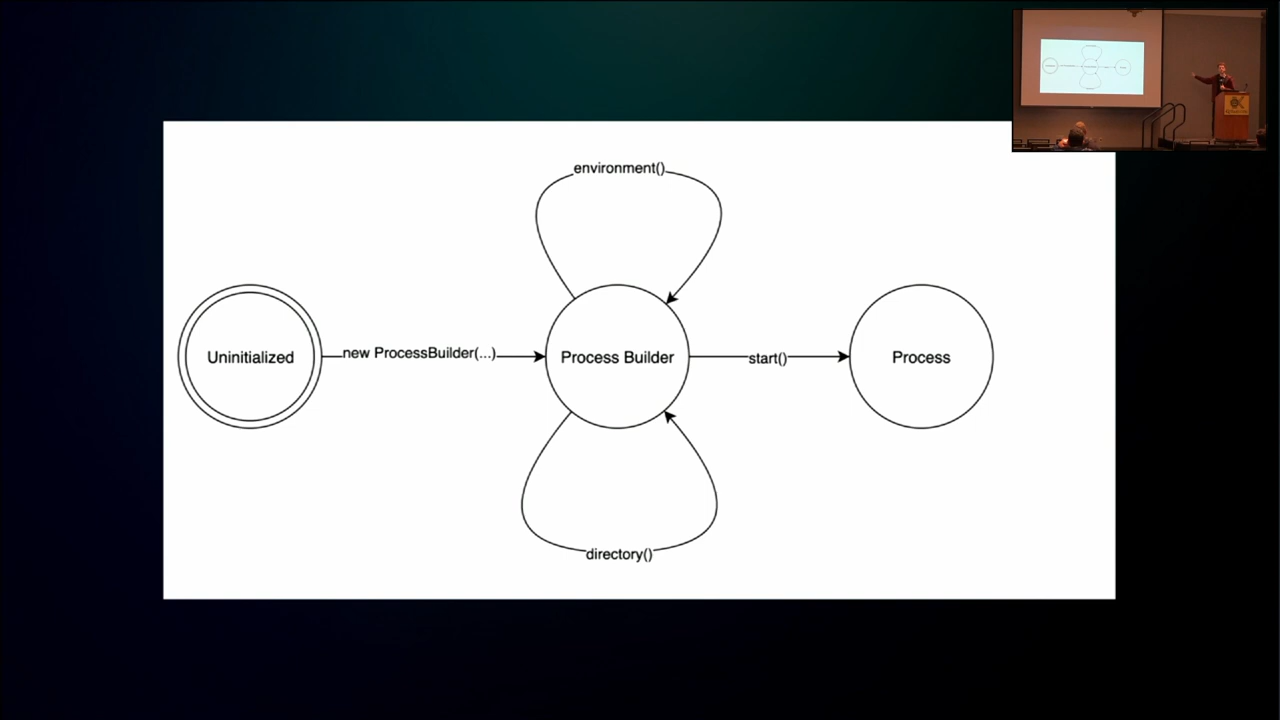 environment()
Uninitialized
new ProcessBuilder(...)
Process Builder
start()
Process
directory()